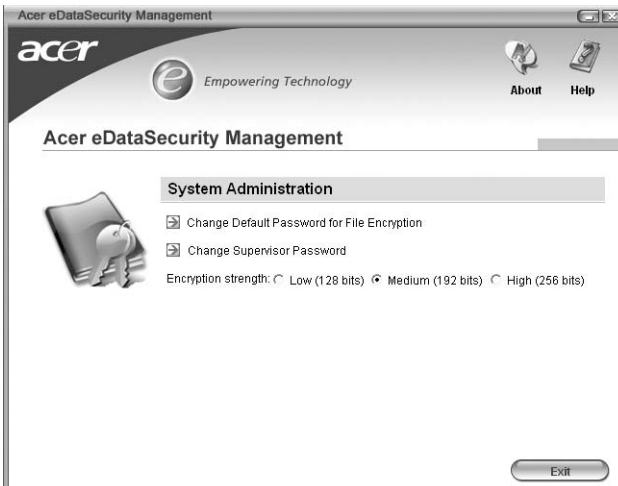 Acer eDataSecurity Management
acer
e Empowering Technology
About Help
Acer eDataSecurity Management
System Administration
Change Default Password for File Encryption
Change Supervisor Password
Encryption strength: Low (128 bits) Medium (192 bits) High (256 bits)
Exit